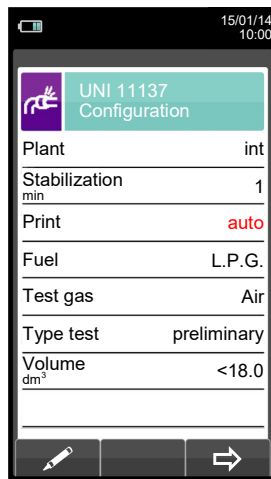 15/01/14
10:00
UNI 11137
Configuration
Plant int
Stabilization
min 1
Print auto
Fuel L.P.G.
Test gas Air
Type test preliminary
Volume
dm³ <18.0